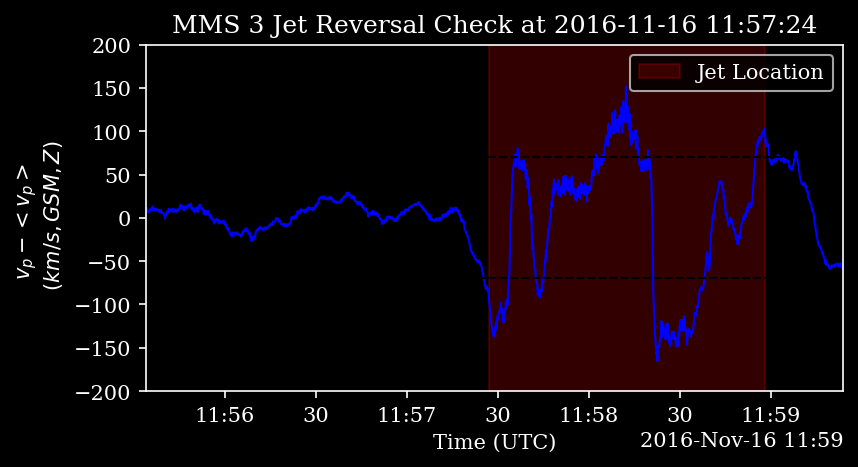 MMS 3 Jet Reversal Check at 2016-11-16 11:57:24
Jet Location
200
150
100
50
0
−50
−100
−150
−200
v_p − < v_p >
(km/s, GSM, Z)
11:56 30 11:57 30 11:58 30 11:59
Time (UTC)
2016-Nov-16 11:59